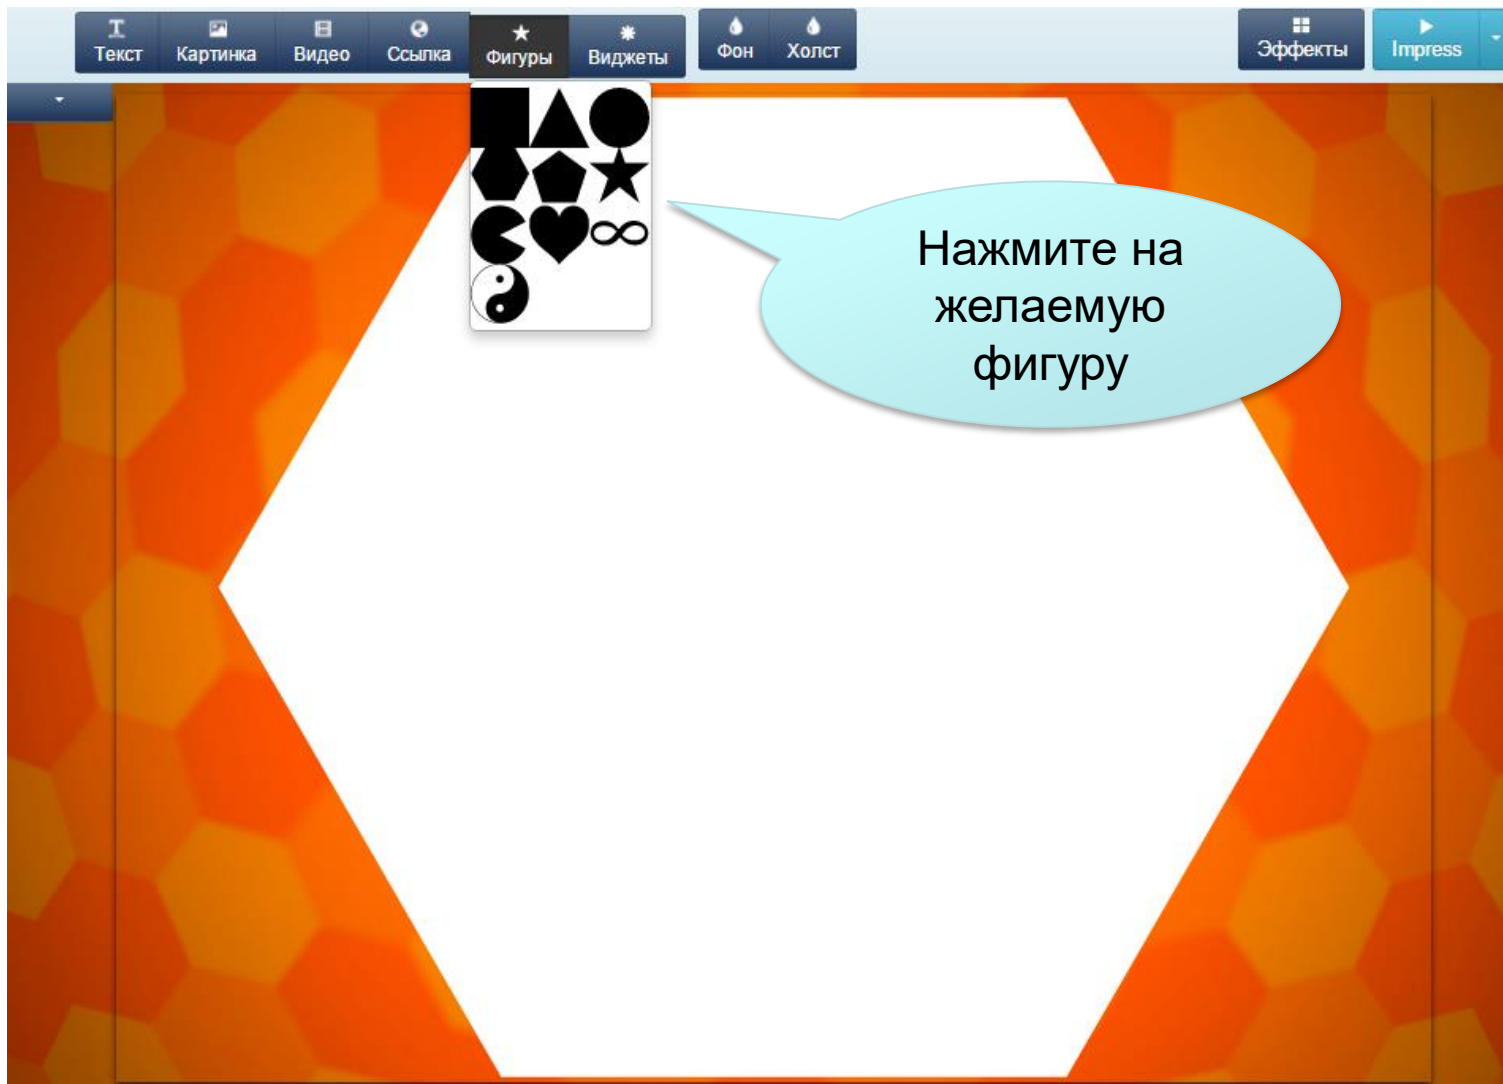 Текст Картинка Видео Ссылка Фигуры Виджеты Фон Холст Эффекты Impress
Нажмите на
желаемую
фигуру